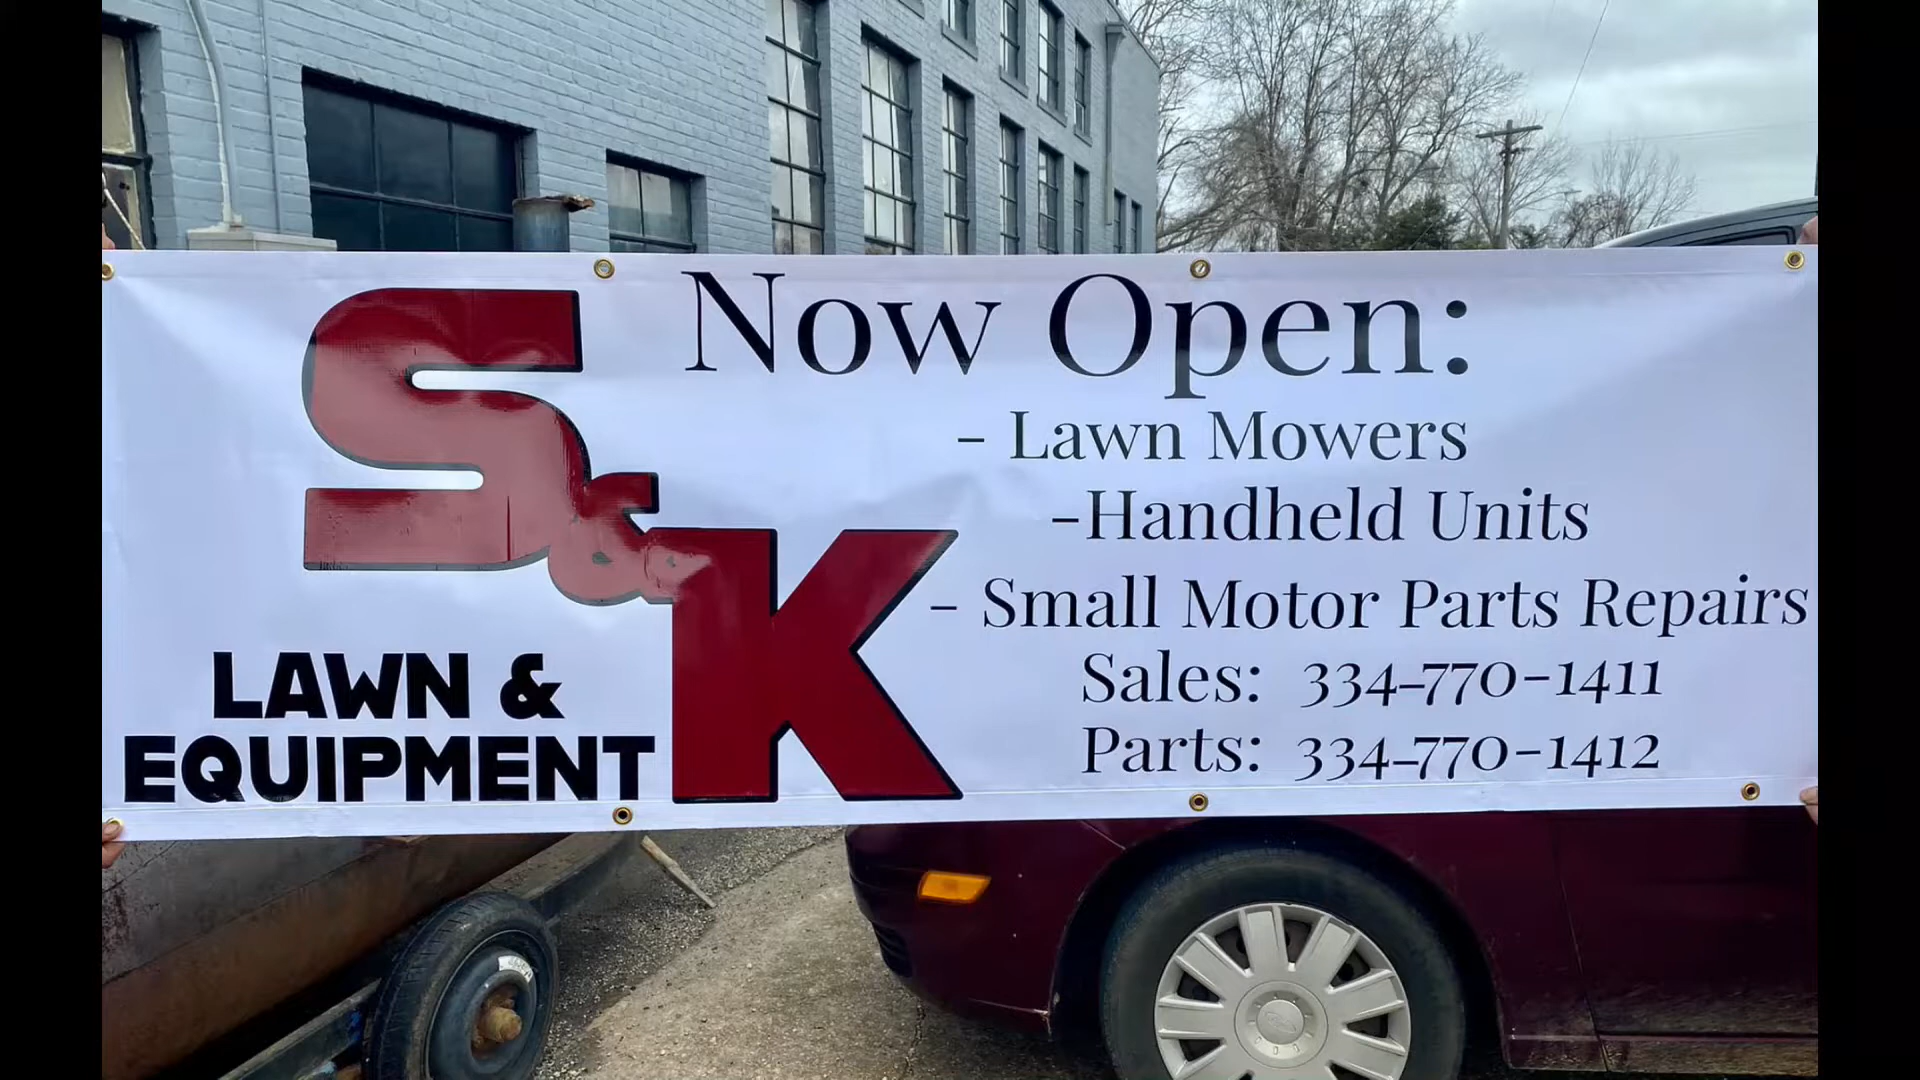 S&K
LAWN &
EQUIPMENT
Now Open:
- Lawn Mowers
-Handheld Units
- Small Motor Parts Repairs
Sales: 334-770-1411
Parts: 334-770-1412